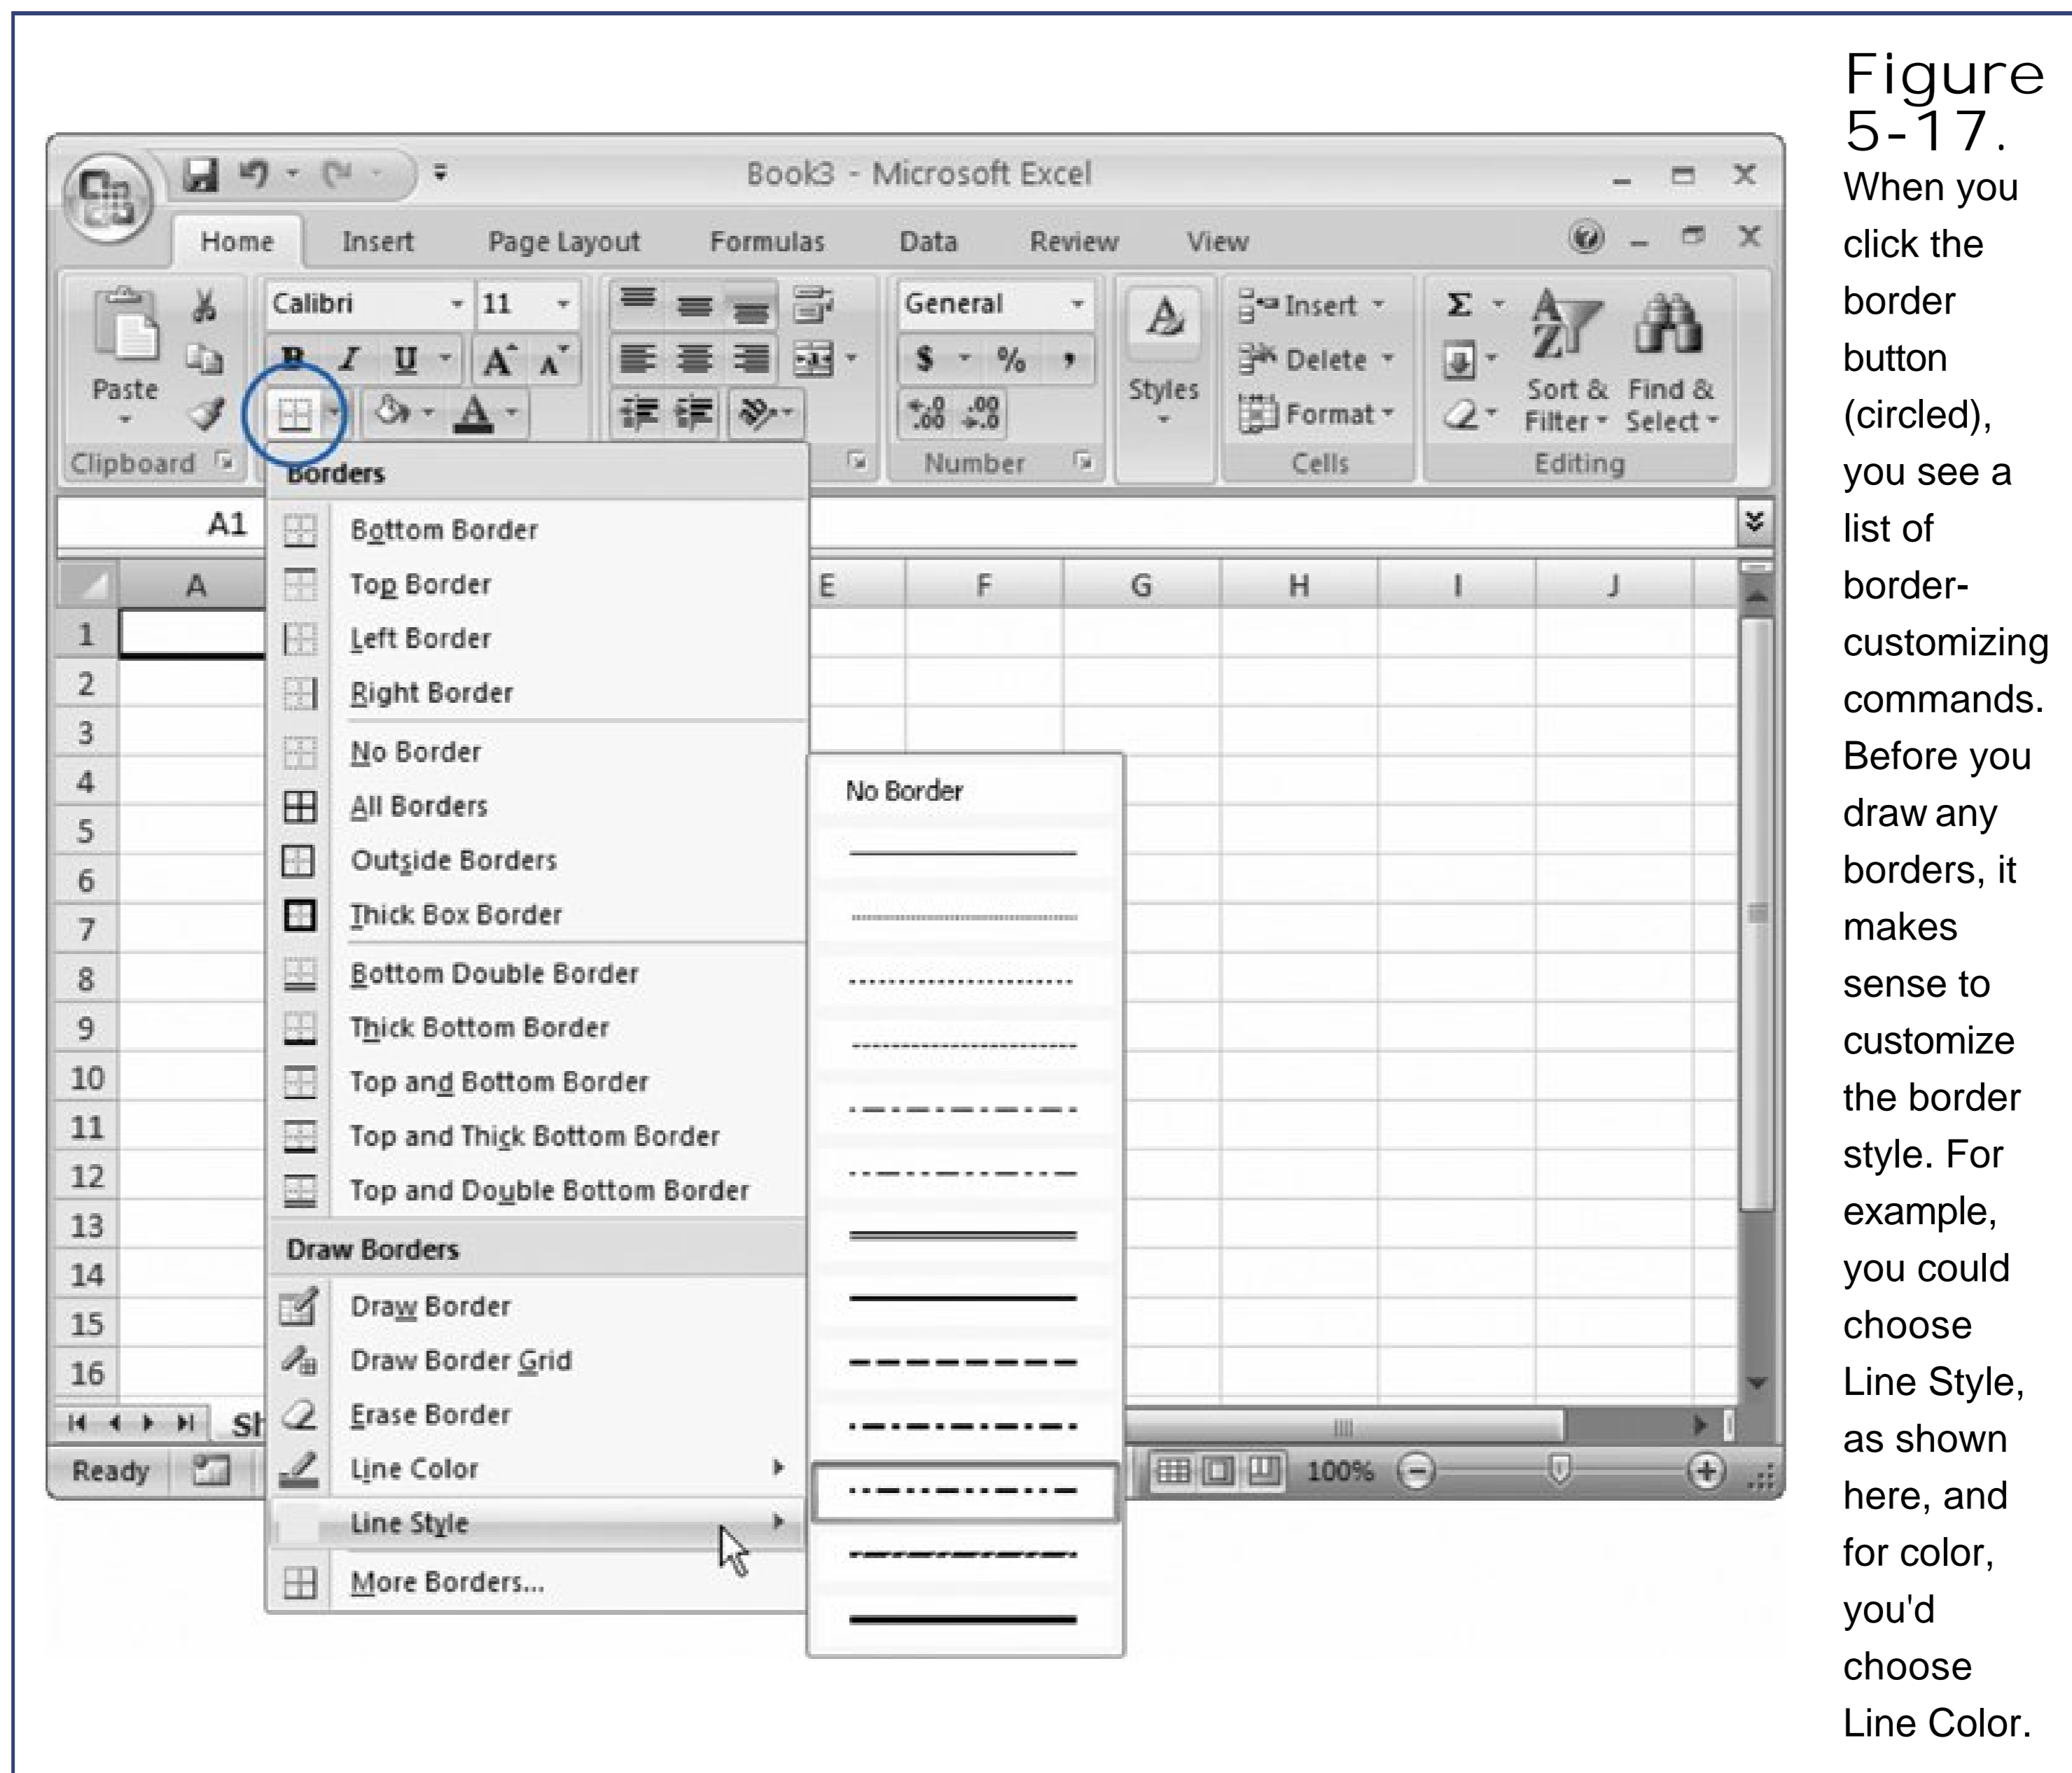 Figure
5-17.
When you
click the
border
button
(circled),
you see a
list of
border-
customizing
commands.
Before you
draw any
borders, it
makes
sense to
customize
the border
style. For
example,
you could
choose
Line Style,
as shown
here, and
for color,
you'd
choose
Line Color.
Book3 - Microsoft Excel
Home Insert Page Layout Formulas Data Review View
Calibri 11 General Insert
B I U A A $ % , Delete
Paste Styles Sort & Find &
A .0 .00 .00 .0 Format Filter Select
Clipboard Number Cells Editing
Borders
A1
Bottom Border
Top Border
Left Border
Right Border
No Border
All Borders
Outside Borders
Thick Box Border
Bottom Double Border
Thick Bottom Border
Top and Bottom Border
Top and Thick Bottom Border
Top and Double Bottom Border
Draw Borders
Draw Border
Draw Border Grid
Erase Border
Line Color
Line Style
More Borders...
No Border
A E F G H I J
1
2
3
4
5
6
7
8
9
10
11
12
13
14
15
16
Sh
Ready 100%